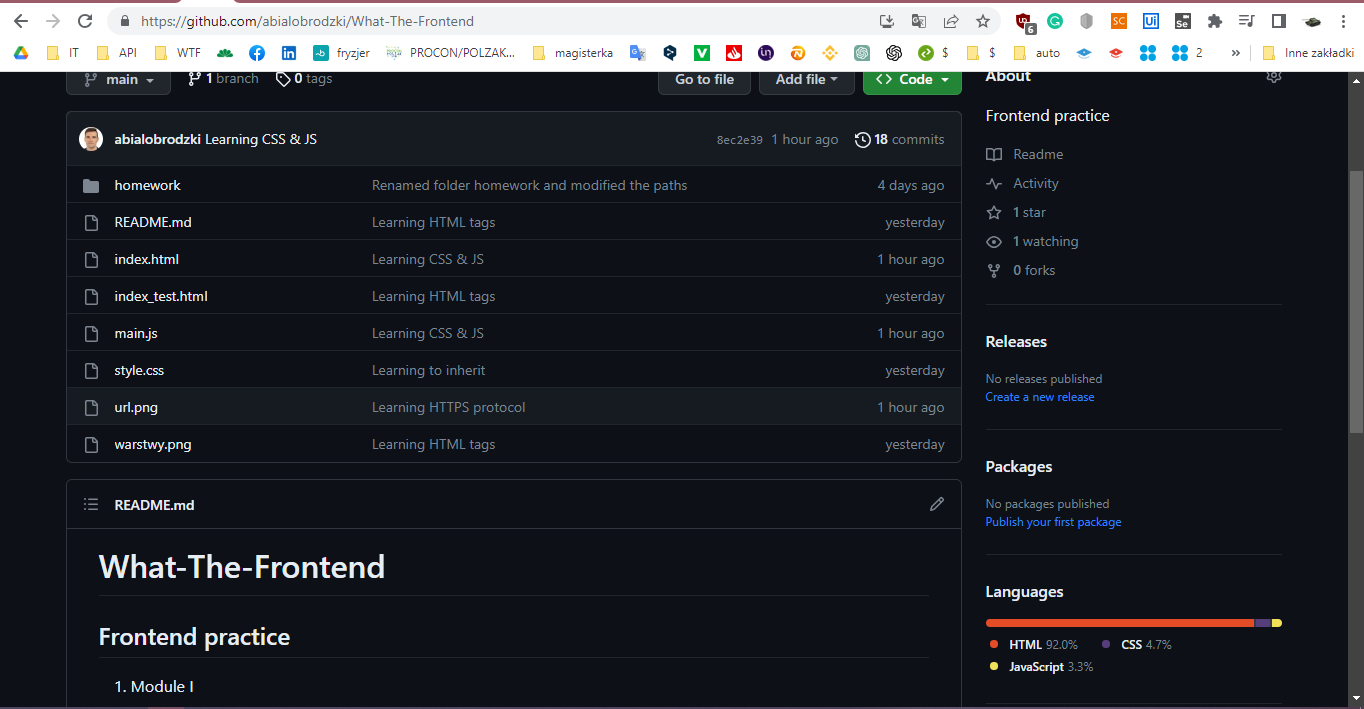 https://github.com/abialobrodzki/What-The-Frontend
6
SC
Ui
Se
IT
API
WTF
fryzjer
PROCON/POLZAK...
magisterka
$
$
auto
2
»
Inne zakładki
main
1 branch
0 tags
Go to file
Add file
Code
About
abialobrodzki Learning CSS & JS
8ec2e39 1 hour ago 18 commits
homework Renamed folder homework and modified the paths 4 days ago
README.md Learning HTML tags yesterday
index.html Learning CSS & JS 1 hour ago
index_test.html Learning HTML tags yesterday
main.js Learning CSS & JS 1 hour ago
style.css Learning to inherit yesterday
url.png Learning HTTPS protocol 1 hour ago
warstwy.png Learning HTML tags yesterday
README.md
What-The-Frontend
Frontend practice
1. Module I
Frontend practice
Readme
Activity
1 star
1 watching
0 forks
Releases
No releases published
Create a new release
Packages
No packages published
Publish your first package
Languages
HTML 92.0%
CSS 4.7%
JavaScript 3.3%